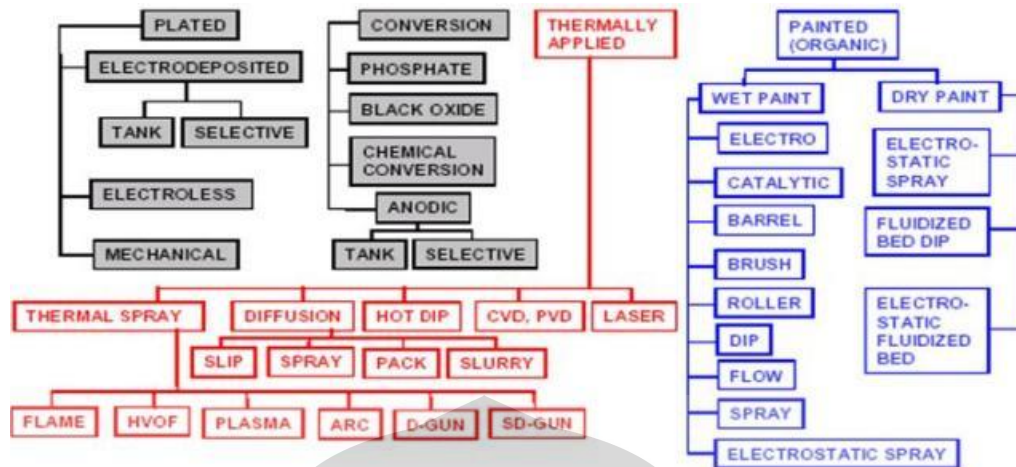 PLATED
ELECTRODEPOSITED
TANK
SELECTIVE
ELECTROLESS
MECHANICAL
CONVERSION
PHOSPHATE
BLACK OXIDE
CHEMICAL
CONVERSION
ANODIC
TANK
SELECTIVE
THERMALLY
APPLIED
THERMAL SPRAY
DIFFUSION
HOT DIP
CVD, PVD
LASER
SLIP
SPRAY
PACK
SLURRY
FLAME
HVOF
PLASMA
ARC
D-GUN
SD-GUN
PAINTED
(ORGANIC)
WET PAINT
ELECTRO
CATALYTIC
BARREL
BRUSH
ROLLER
DIP
FLOW
SPRAY
ELECTROSTATIC SPRAY
DRY PAINT
ELECTRO-
STATIC
SPRAY
FLUIDIZED
BED DIP
ELECTRO-
STATIC
FLUIDIZED
BED